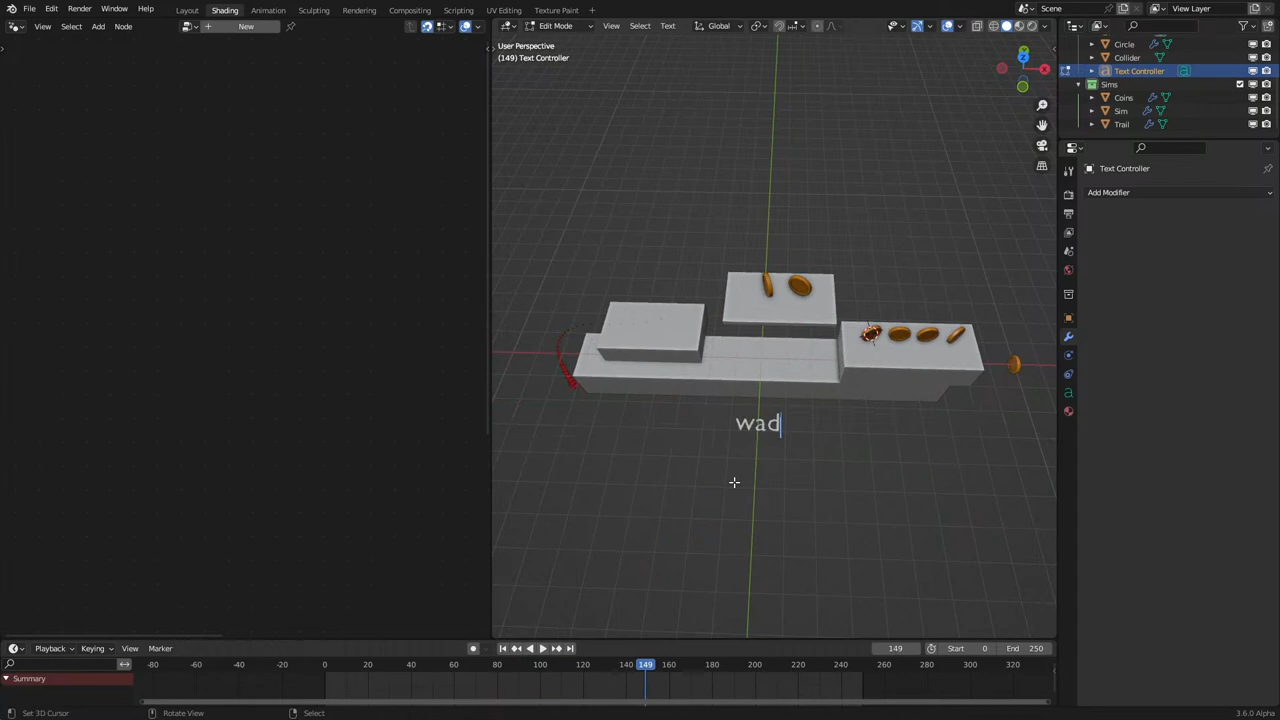 File Edit Render Window Help Layout Shading Animation Sculpting Rendering Compositing Scripting UV Editing Texture Paint + Scene View Layer
View Select Add Node New Edit Mode View Select Text Global
User Perspective
(149) Text Controller
Circle
Collider
Text Controller
Sims
Coins
Sim
Trail
Text Controller
Add Modifier
wad
Playback Keying View Marker 149 Start 0 End 250
-80 -60 -40 -20 0 20 40 60 80 100 120 140 149 160 180 200 220 240 260 280 300 320
Summary
Set 3D Cursor Rotate View Select 3.6.0 Alpha